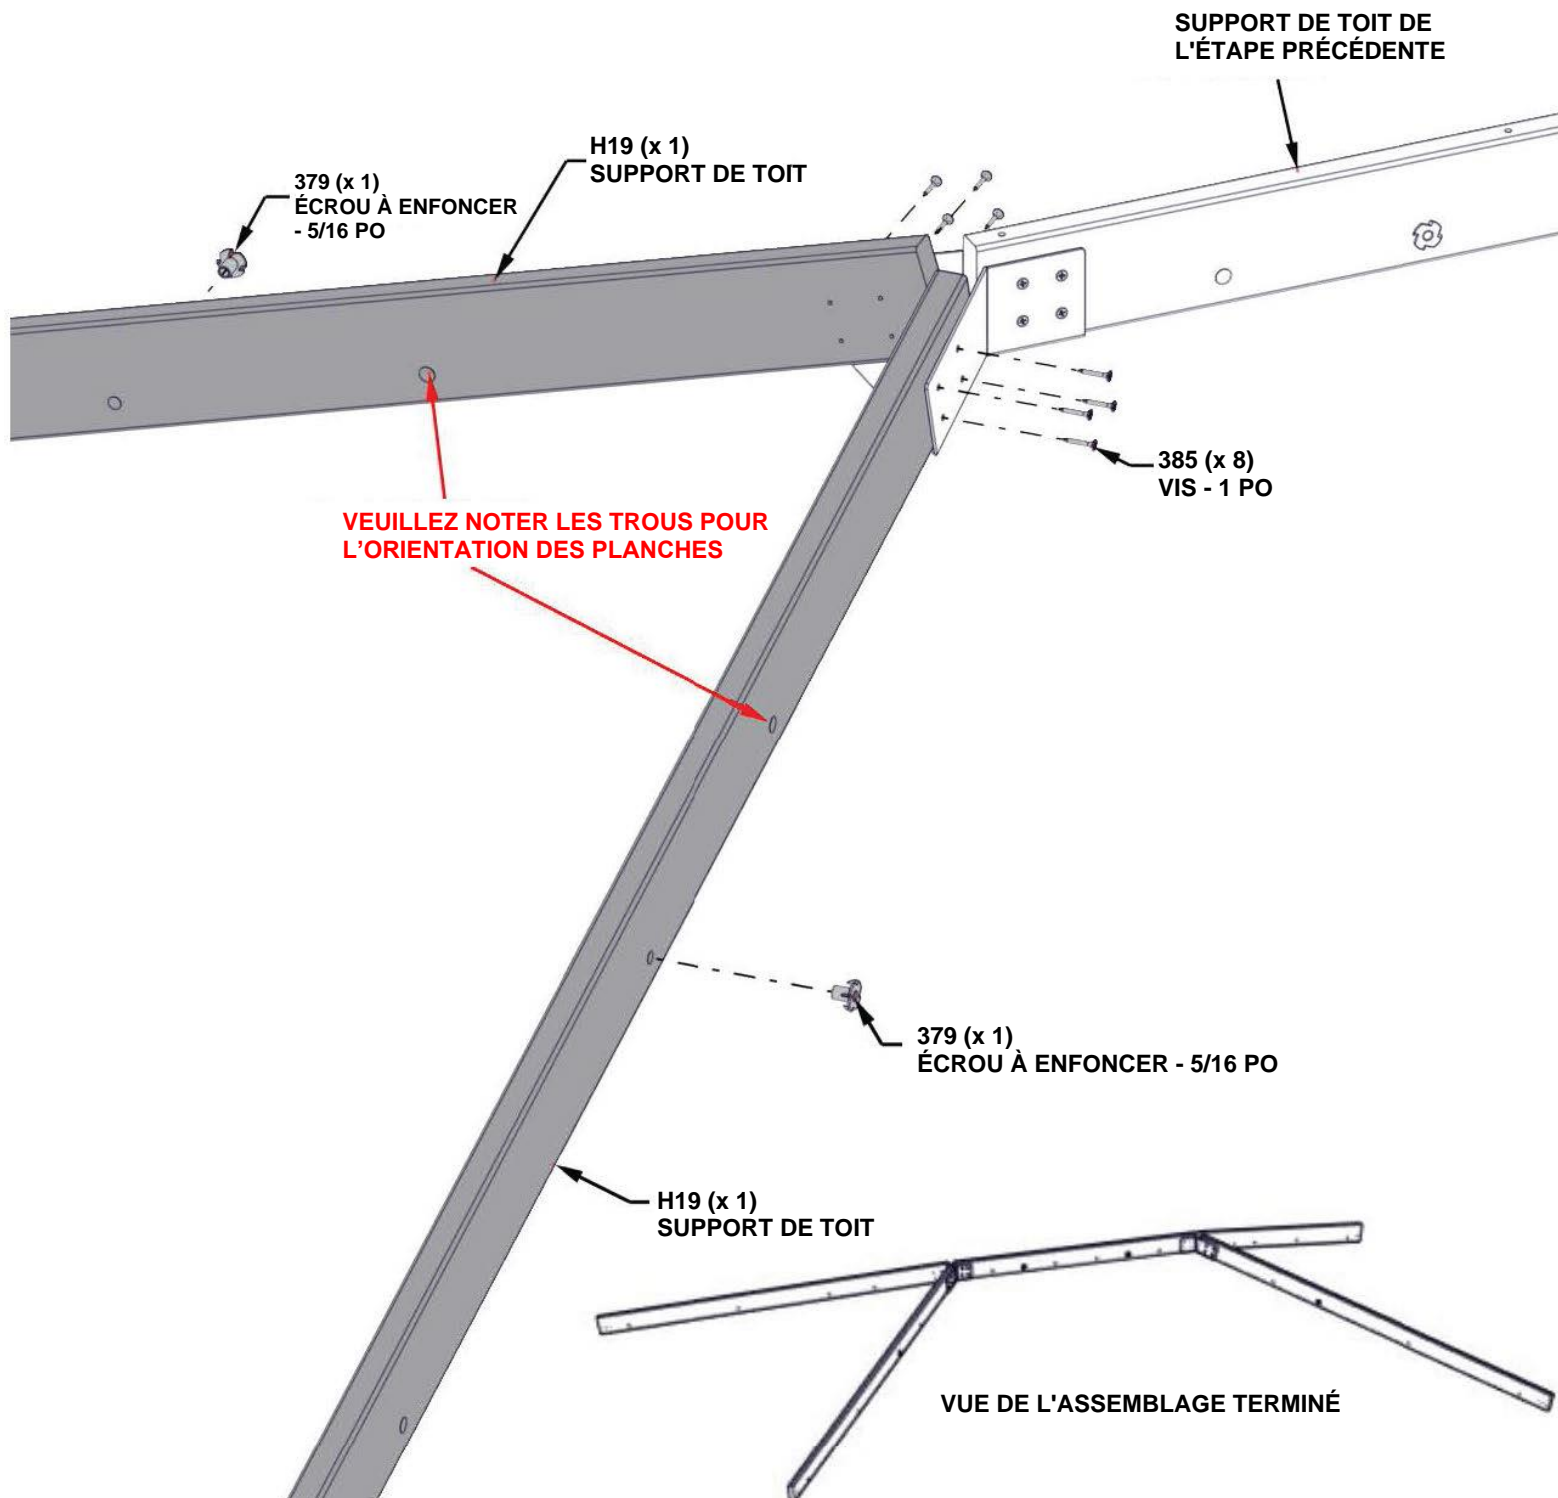 SUPPORT DE TOIT DE
L'ÉTAPE PRÉCÉDENTE
H19 (x 1)
SUPPORT DE TOIT
379 (x 1)
ÉCROU À ENFONCER
- 5/16 PO
385 (x 8)
VIS - 1 PO
VEUILLEZ NOTER LES TROUS POUR
L’ORIENTATION DES PLANCHES
379 (x 1)
ÉCROU À ENFONCER - 5/16 PO
H19 (x 1)
SUPPORT DE TOIT
VUE DE L'ASSEMBLAGE TERMINÉ